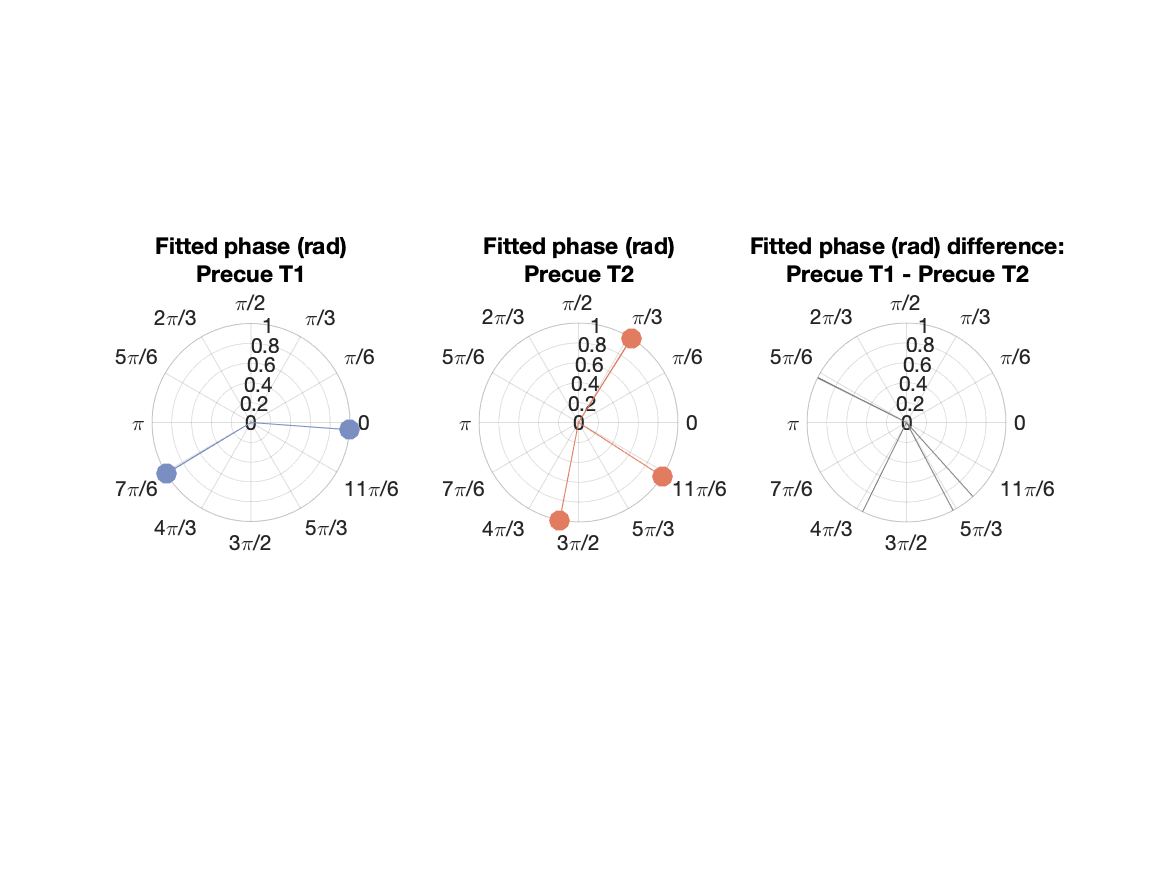 Fitted phase (rad)
Precue T1
π/2
2π/3
π/3
5π/6
π/6
π
0
7π/6
11π/6
4π/3
5π/3
3π/2
1
0.8
0.6
0.4
0.2
0
Fitted phase (rad)
Precue T2
π/2
2π/3
π/3
5π/6
π/6
π
0
7π/6
11π/6
4π/3
5π/3
3π/2
1
0.8
0.6
0.4
0.2
0
Fitted phase (rad) difference:
Precue T1 - Precue T2
π/2
2π/3
π/3
5π/6
π/6
π
0
7π/6
11π/6
4π/3
5π/3
3π/2
1
0.8
0.6
0.4
0.2
0